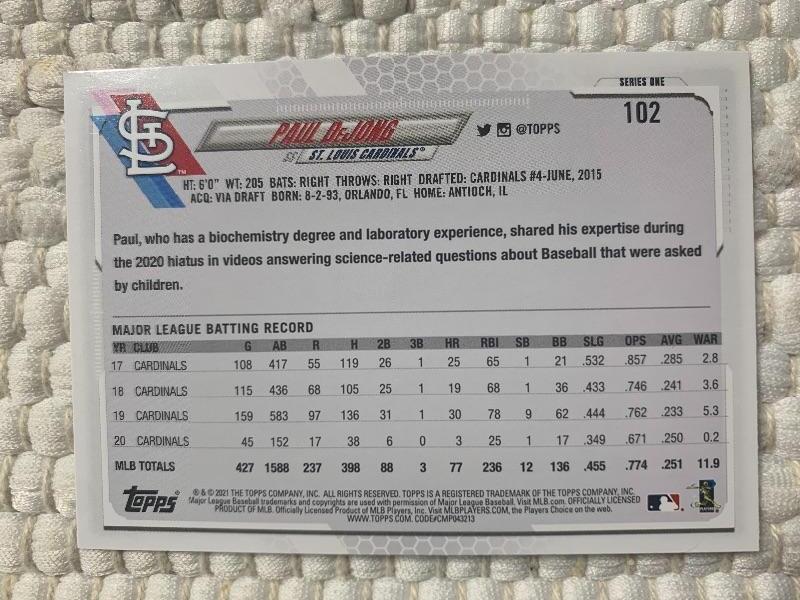 SERIES ONE
102
STL
PAUL DeJONG
@TOPPS
SS ST. LOUIS CARDINALS®
HT: 6'0" WT: 205 BATS: RIGHT THROWS: RIGHT DRAFTED: CARDINALS #4-JUNE, 2015
ACQ: VIA DRAFT BORN: 8-2-93, ORLANDO, FL HOME: ANTIOCH, IL
Paul, who has a biochemistry degree and laboratory experience, shared his expertise during
the 2020 hiatus in videos answering science-related questions about Baseball that were asked
by children.
MAJOR LEAGUE BATTING RECORD
YR CLUB G AB R H 2B 3B HR RBI SB BB SLG OPS AVG WAR
17 CARDINALS 108 417 55 119 26 1 25 65 1 21 .532 .857 .285 2.8
18 CARDINALS 115 436 68 105 25 1 19 68 1 36 .433 .746 .241 3.6
19 CARDINALS 159 583 97 136 31 1 30 78 9 62 .444 .762 .233 5.3
20 CARDINALS 45 152 17 38 6 0 3 25 1 17 .349 .671 .250 0.2
MLB TOTALS 427 1588 237 398 88 3 77 236 12 136 .455 .774 .251 11.9
topps
® & © 2021 THE TOPPS COMPANY, INC. ALL RIGHTS RESERVED. TOPPS IS A REGISTERED TRADEMARK OF THE TOPPS COMPANY, INC.
Major League Baseball trademarks and copyrights are used with permission of Major League Baseball. Visit MLB.com. OFFICIALLY LICENSED
PRODUCT OF MLB Players, Inc. Visit MLBPLAYERS.COM, the Players Choice on the web.
WWW.TOPPS.COM. CODE#CMP043213